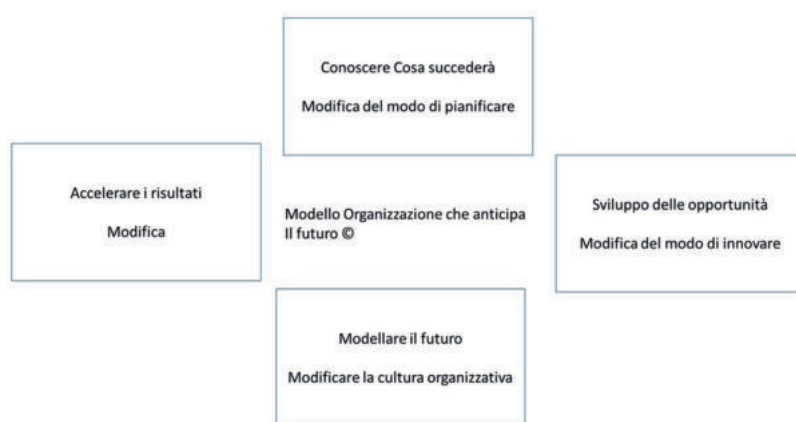 Conoscere Cosa succederà
Modifica del modo di pianificare
Accelerare i risultati
Modifica
Modello Organizzazione che anticipa
Il futuro ©
Sviluppo delle opportunità
Modifica del modo di innovare
Modellare il futuro
Modificare la cultura organizzativa